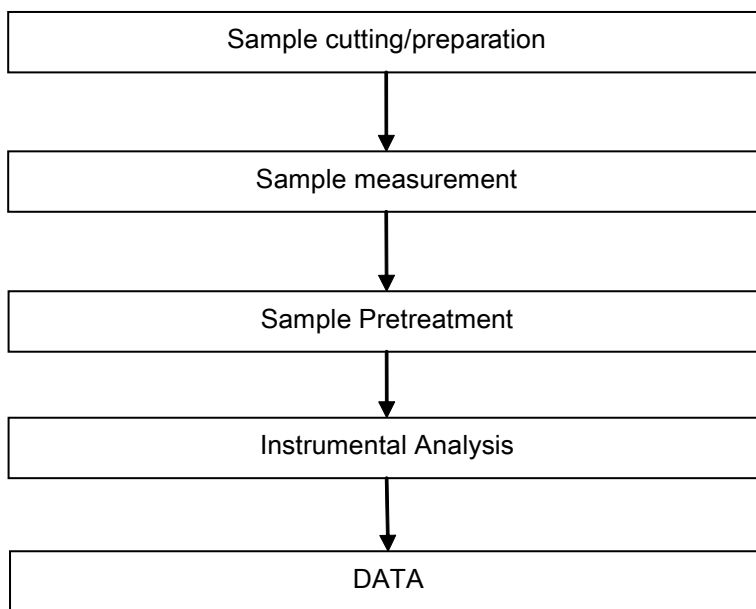 Sample cutting/preparation
Sample measurement
Sample Pretreatment
Instrumental Analysis
DATA